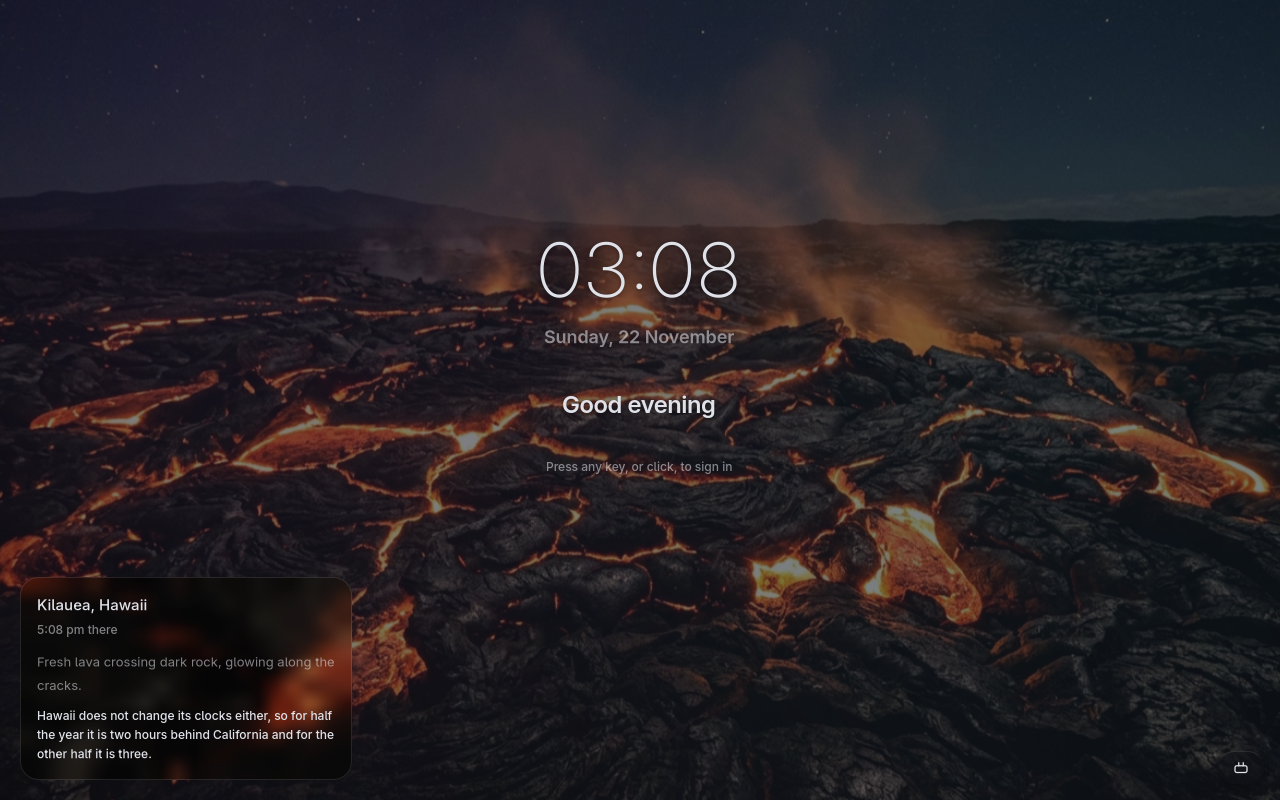 03:08
Sunday, 22 November
Good evening
Press any key, or click, to sign in
Kilauea, Hawaii
5:08 pm there
Fresh lava crossing dark rock, glowing along the
cracks.
Hawaii does not change its clocks either, so for half
the year it is two hours behind California and for the
other half it is three.